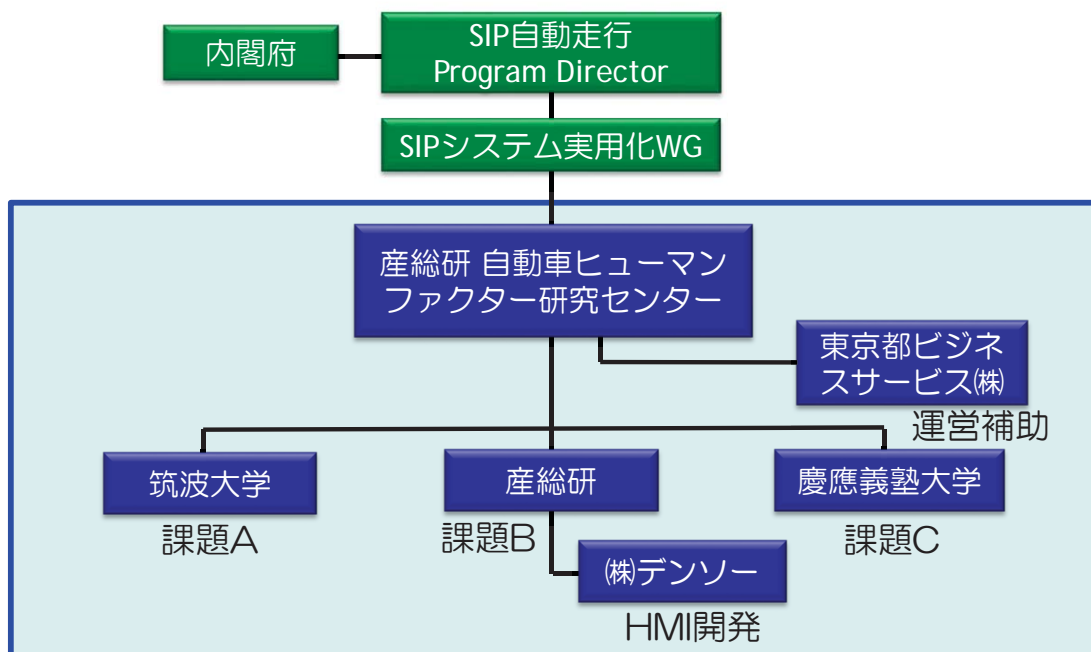 内閣府
SIP自動走行
Program Director
SIPシステム実用化WG
産総研 自動車ヒューマン
ファクター研究センター
東京都ビジネ
スサービス㈱
運営補助
筑波大学
産総研
慶應義塾大学
課題A
課題B
課題C
㈱デンソー
HMI開発